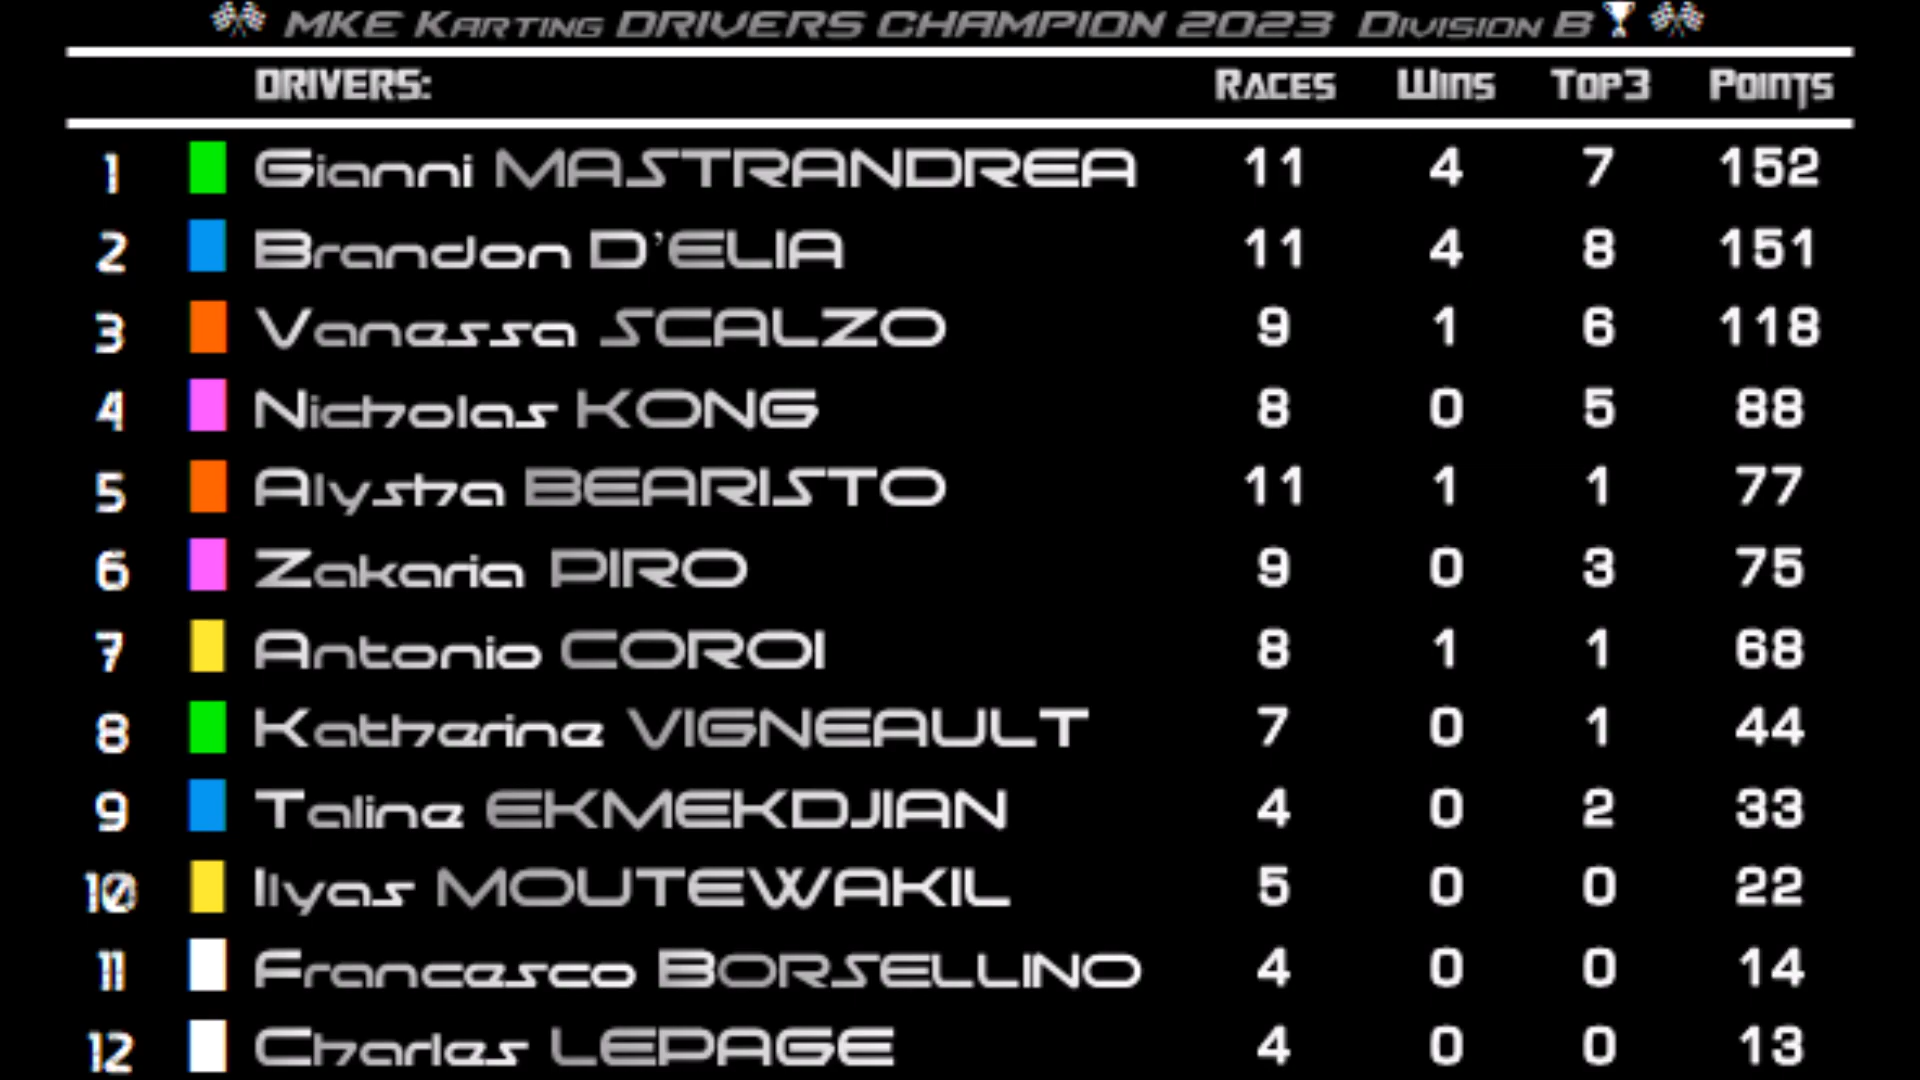 MKE Karting DRIVERS CHAMPION 2023 Division B
DRIVERS: Races Wins Top3 Points
1 Gianni MASTRANDREA 11 4 7 152
2 Brandon D'ELIA 11 4 8 151
3 Vanessa SCALZO 9 1 6 118
4 Nicholas KONG 8 0 5 88
5 Alysha BEARISTO 11 1 1 77
6 Zakaria PIRO 9 0 3 75
7 Antonio COROI 8 1 1 68
8 Katherine VIGNEAULT 7 0 1 44
9 Taline EKMEKDJIAN 4 0 2 33
10 Ilyas MOUTEWAKIL 5 0 0 22
11 Francesco BORSELLINO 4 0 0 14
12 Charles LEPAGE 4 0 0 13